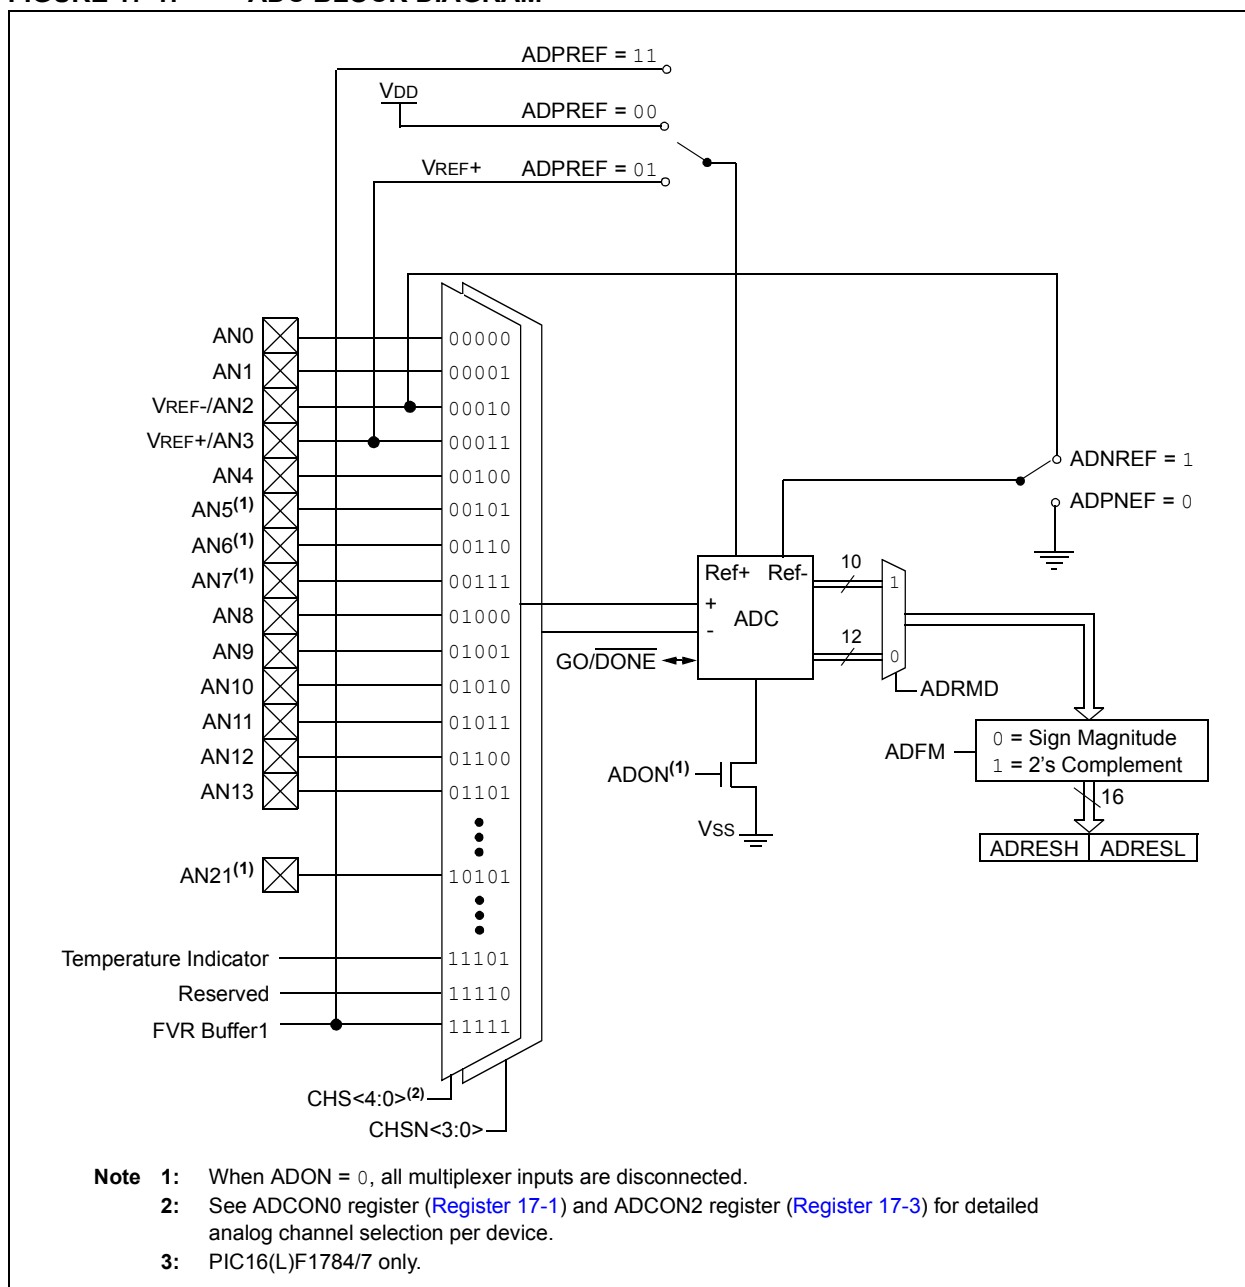 ADPREF = 11
VDD
ADPREF = 00
VREF+ ADPREF = 01
AN0 00000
AN1 00001
VREF-/AN2 00010
VREF+/AN3 00011
AN4 00100
AN5(1) 00101
AN6(1) 00110
AN7(1) 00111
AN8 01000
AN9 01001
AN10 01010
AN11 01011
AN12 01100
AN13 01101
AN21(1) 10101
Temperature Indicator 11101
Reserved 11110
FVR Buffer1 11111
CHS<4:0>(2)
CHSN<3:0>
ADNREF = 1
ADPNEF = 0
Ref+ Ref-
+
ADC
-
GO/DONE
10
1
12
0
ADRMD
ADON(1)
VSS
ADFM
0 = Sign Magnitude
1 = 2's Complement
16
ADRESH ADRESL
Note 1: When ADON = 0, all multiplexer inputs are disconnected.
2: See ADCON0 register (Register 17-1) and ADCON2 register (Register 17-3) for detailed
analog channel selection per device.
3: PIC16(L)F1784/7 only.